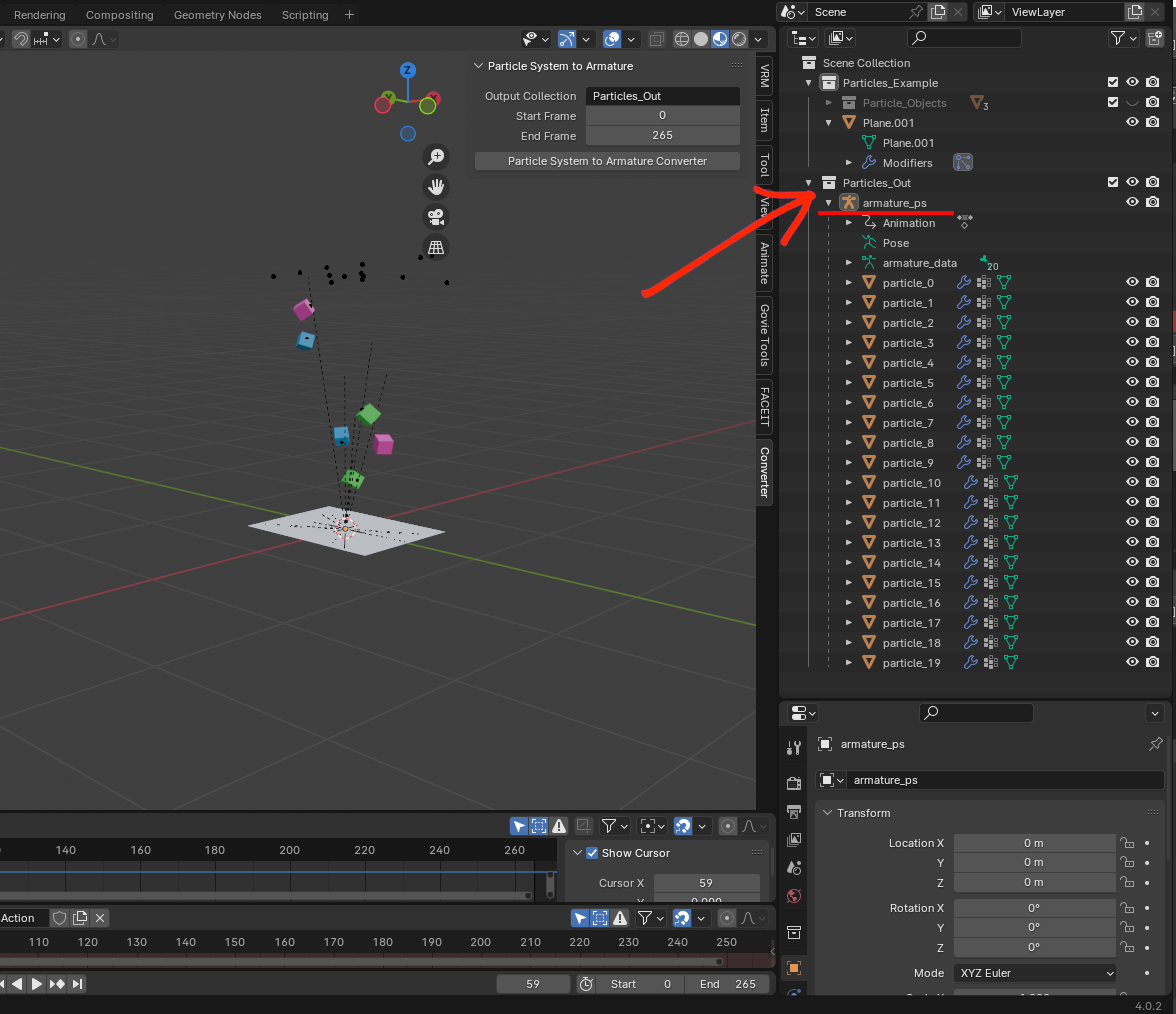 Rendering Compositing Geometry Nodes Scripting +
Scene
ViewLayer
Z
Particle System to Armature
Output Collection Particles_Out
Start Frame 0
End Frame 265
Particle System to Armature Converter
VRM
Item
Tool
View
Animate
Govie Tools
FACEIT
Converter
Scene Collection
Particles_Example
Particle_Objects 3
Plane.001
Plane.001
Modifiers
Particles_Out
armature_ps
Animation
Pose
armature_data 20
particle_0
particle_1
particle_2
particle_3
particle_4
particle_5
particle_6
particle_7
particle_8
particle_9
particle_10
particle_11
particle_12
particle_13
particle_14
particle_15
particle_16
particle_17
particle_18
particle_19
armature_ps
armature_ps
Transform
Location X 0 m
Y 0 m
Z 0 m
Rotation X 0°
Y 0°
Z 0°
Mode XYZ Euler
140 160 180 200 220 240 260
Show Cursor
Cursor X 59
Action
110 120 130 140 150 160 170 180 190 200 210 220 230 240 250
59 Start 0 End 265
4.0.2